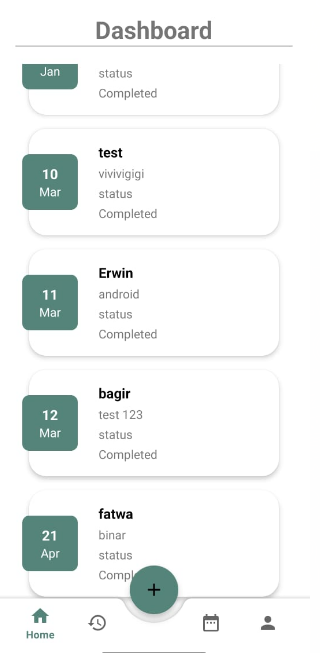 Dashboard
Jan
status
Completed
test
10
Mar
vivivigigi
status
Completed
Erwin
11
Mar
android
status
Completed
bagir
12
Mar
test 123
status
Completed
fatwa
21
Apr
binar
status
Compl
+
Home